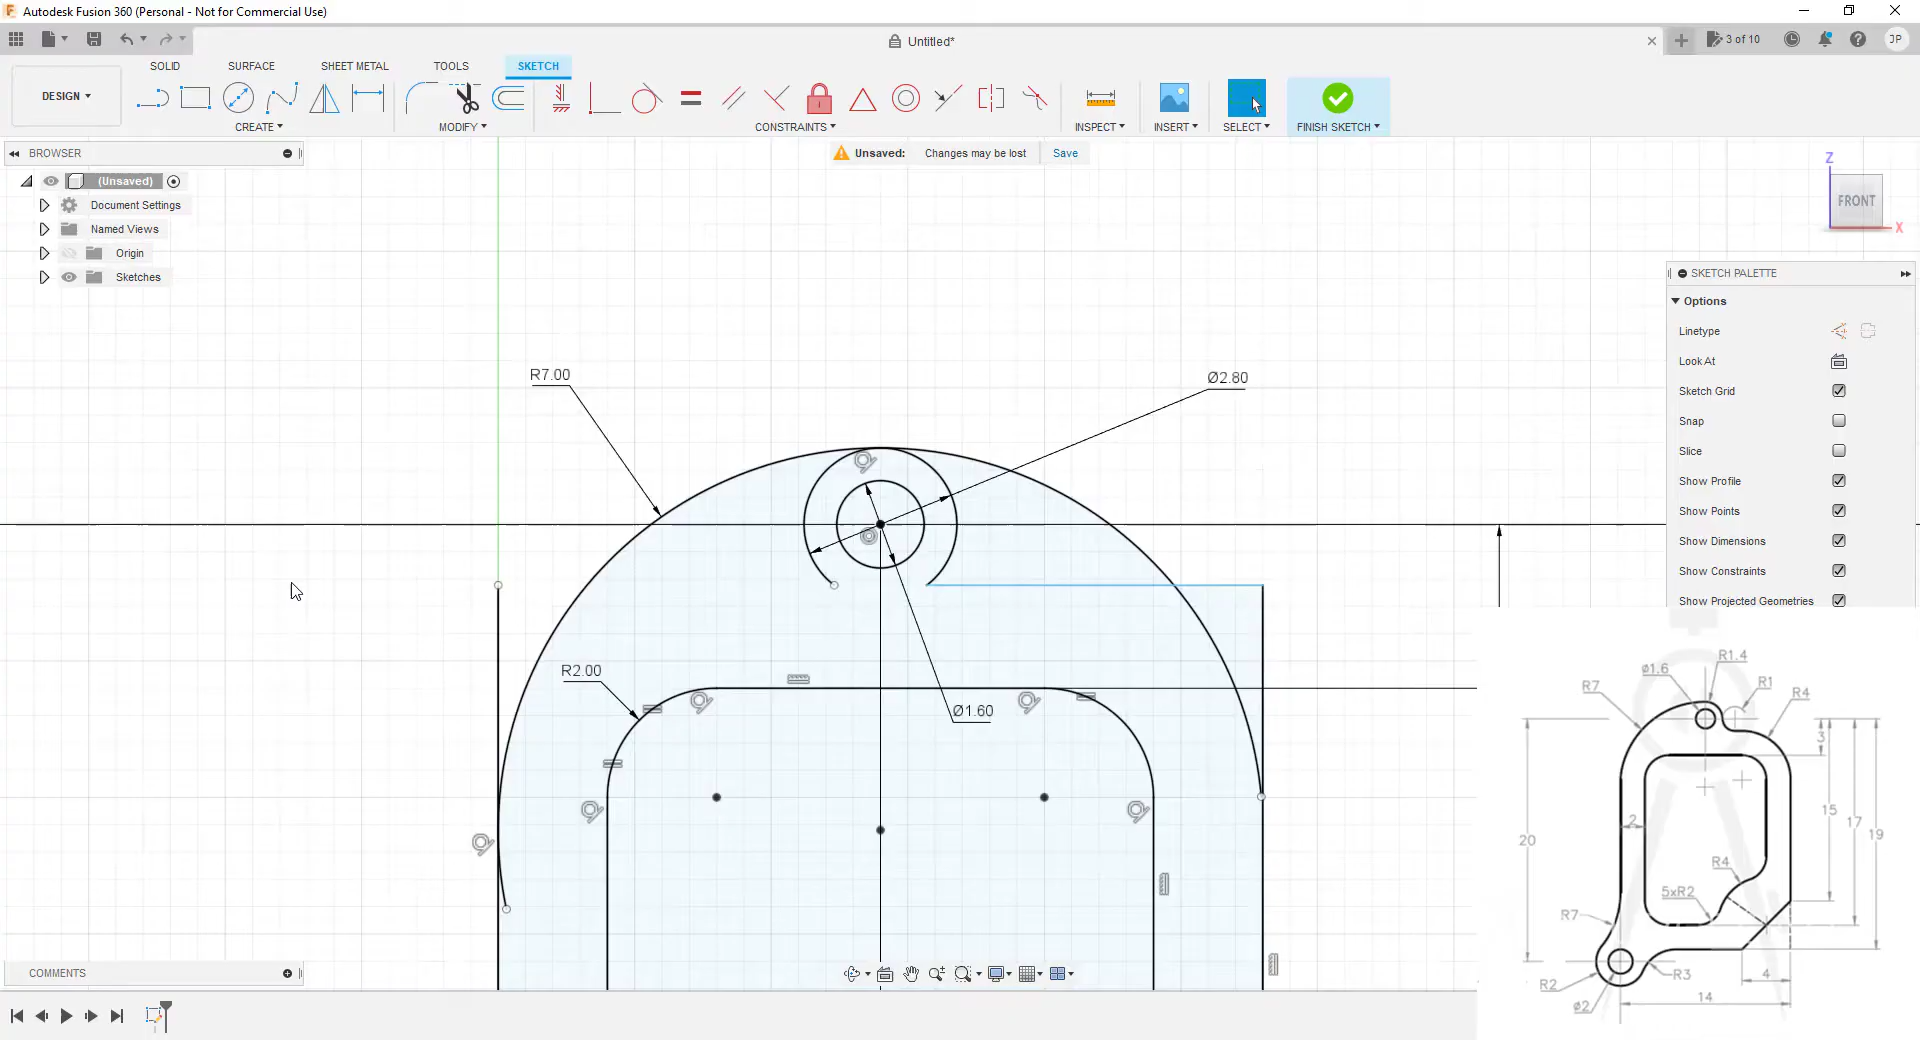 Autodesk Fusion 360 (Personal - Not for Commercial Use)
Untitled*
3 of 10
JP
SOLID SURFACE SHEET METAL TOOLS SKETCH
DESIGN
CREATE MODIFY CONSTRAINTS INSPECT INSERT SELECT FINISH SKETCH
BROWSER
Unsaved: Changes may be lost Save
(Unsaved)
Document Settings
Named Views
Origin
Sketches
Z
FRONT
X
SKETCH PALETTE
Options
Linetype
Look At
Sketch Grid
Snap
Slice
Show Profile
Show Points
Show Dimensions
Show Constraints
Show Projected Geometries
R7.00
Ø2.80
R2.00
Ø1.60
R1.4
ø1.6
R1
R7
R4
3
2
15
17
19
20
R4
5xR2
R7
R3
4
R2
14
ø2
COMMENTS